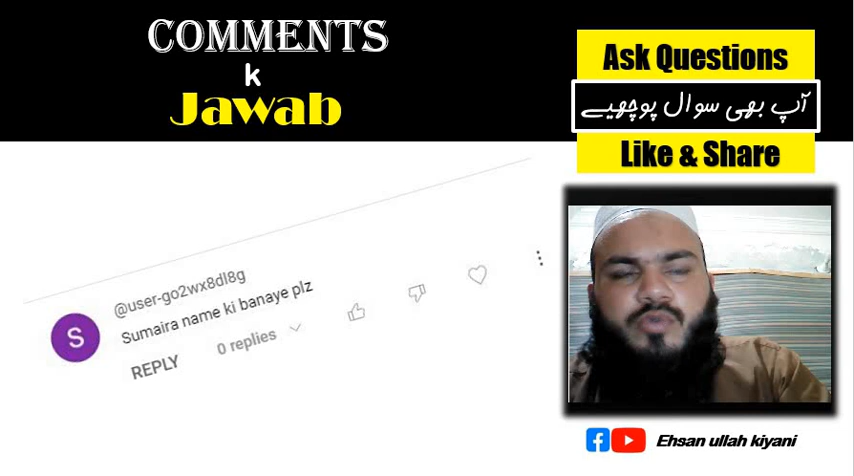 COMMENTS
k
Jawab
Ask Questions
آپ بھی سوال پوچھیے
Like & Share
@user-go2wx8dl8g
S
Sumaira name ki banaye plz
REPLY
0 replies
Ehsan ullah kiyani